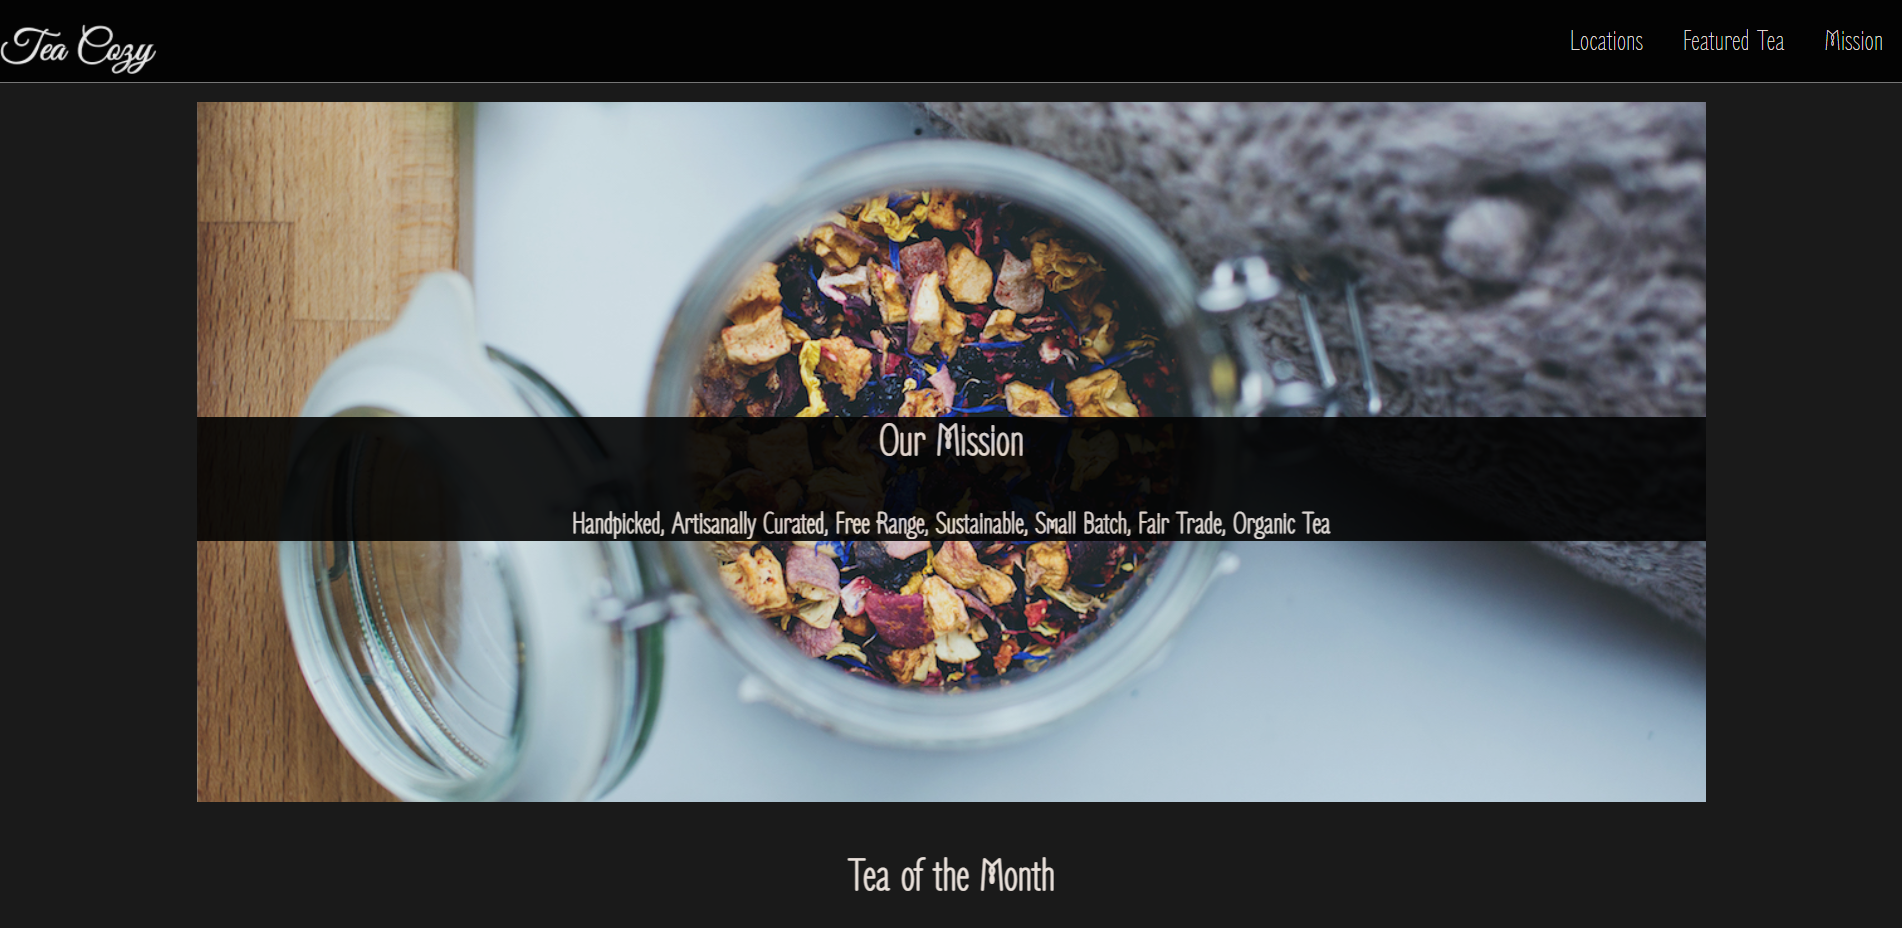 Tea Cozy
Locations Featured Tea Mission
Our Mission
Handpicked, Artisanally Curated, Free Range, Sustainable, Small Batch, Fair Trade, Organic Tea
Tea of the Month